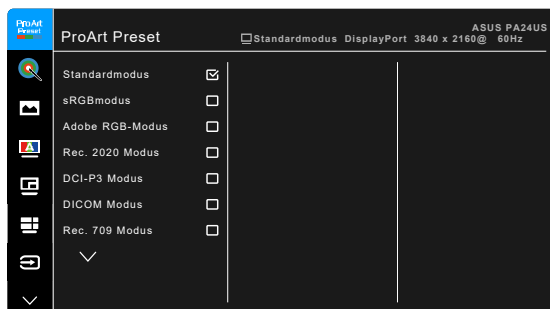 ProArt
Preset
ProArt Preset
ASUS PA24US
Standardmodus DisplayPort 3840 x 2160@ 60Hz
Standardmodus
sRGBmodus
Adobe RGB-Modus
A
Rec. 2020 Modus
DCI-P3 Modus
DICOM Modus
Rec. 709 Modus